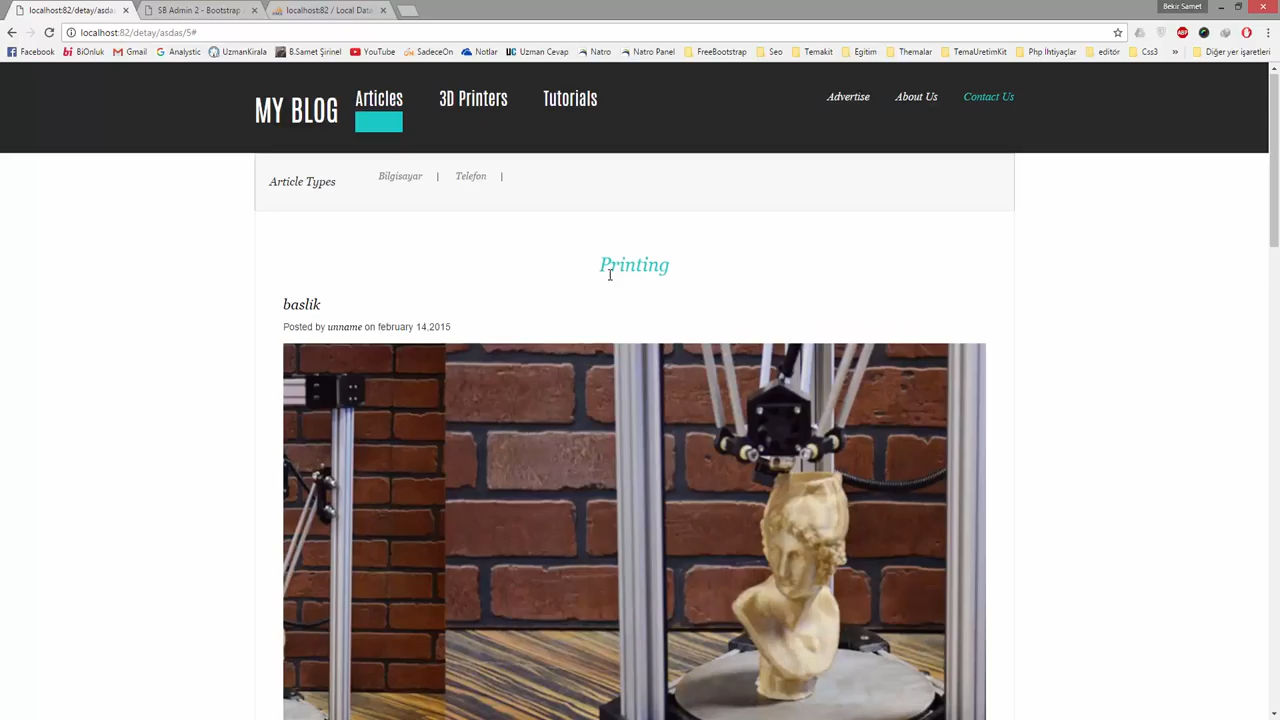 Bekir Samet
localhost:82/detay/asdas
SB Admin 2 - Bootstrap
localhost:82 / Local Data
localhost:82/detay/asdas/5#
Facebook BiOnluk Gmail Analystic UzmanKirala B.Samet Şirinel YouTube SadeceOn Notlar Uzman Cevap Natro Natro Panel FreeBootstrap Seo Temakit Egitim Themalar TemaUretimKit Php İhtiyaçlar editör Css3 » Diğer yer işaretleri
MY BLOG Articles 3D Printers Tutorials Advertise About Us Contact Us
Article Types Bilgisayar | Telefon |
Printing
baslik
Posted by unname on february 14,2015